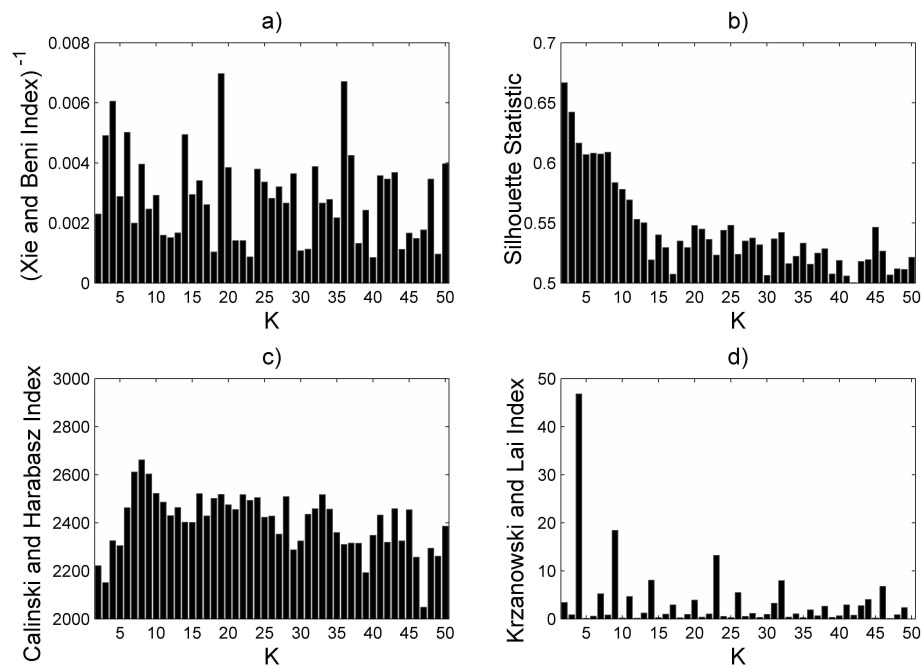 a)
0.008
0.006
0.004
0.002
0
(Xie and Beni Index)⁻¹
5 10 15 20 25 30 35 40 45 50
K
b)
0.7
0.65
0.6
0.55
0.5
Silhouette Statistic
5 10 15 20 25 30 35 40 45 50
K
c)
3000
2800
2600
2400
2200
2000
Calinski and Harabasz Index
5 10 15 20 25 30 35 40 45 50
K
d)
50
40
30
20
10
0
Krzanowski and Lai Index
5 10 15 20 25 30 35 40 45 50
K